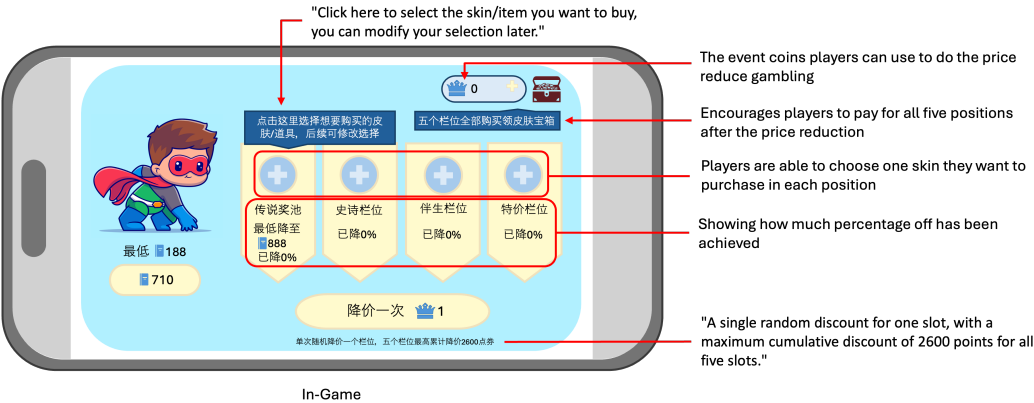 "Click here to select the skin/item you want to buy,
you can modify your selection later."
The event coins players can use to do the price
reduce gambling
0
点击这里选择想要购买的皮
肤/道具，后续可修改选择
五个栏位全部购买领皮肤宝箱
Encourages players to pay for all five positions
after the price reduction
Players are able to choose one skin they want to
purchase in each position
传说奖池
最低降至
888
已降0%
史诗栏位
已降0%
伴生栏位
已降0%
特价栏位
已降0%
Showing how much percentage off has been
achieved
最低 188
710
降价一次 1
单次随机降价一个栏位，五个栏位最高累计降价2600点券
"A single random discount for one slot, with a
maximum cumulative discount of 2600 points for all
five slots."
In-Game